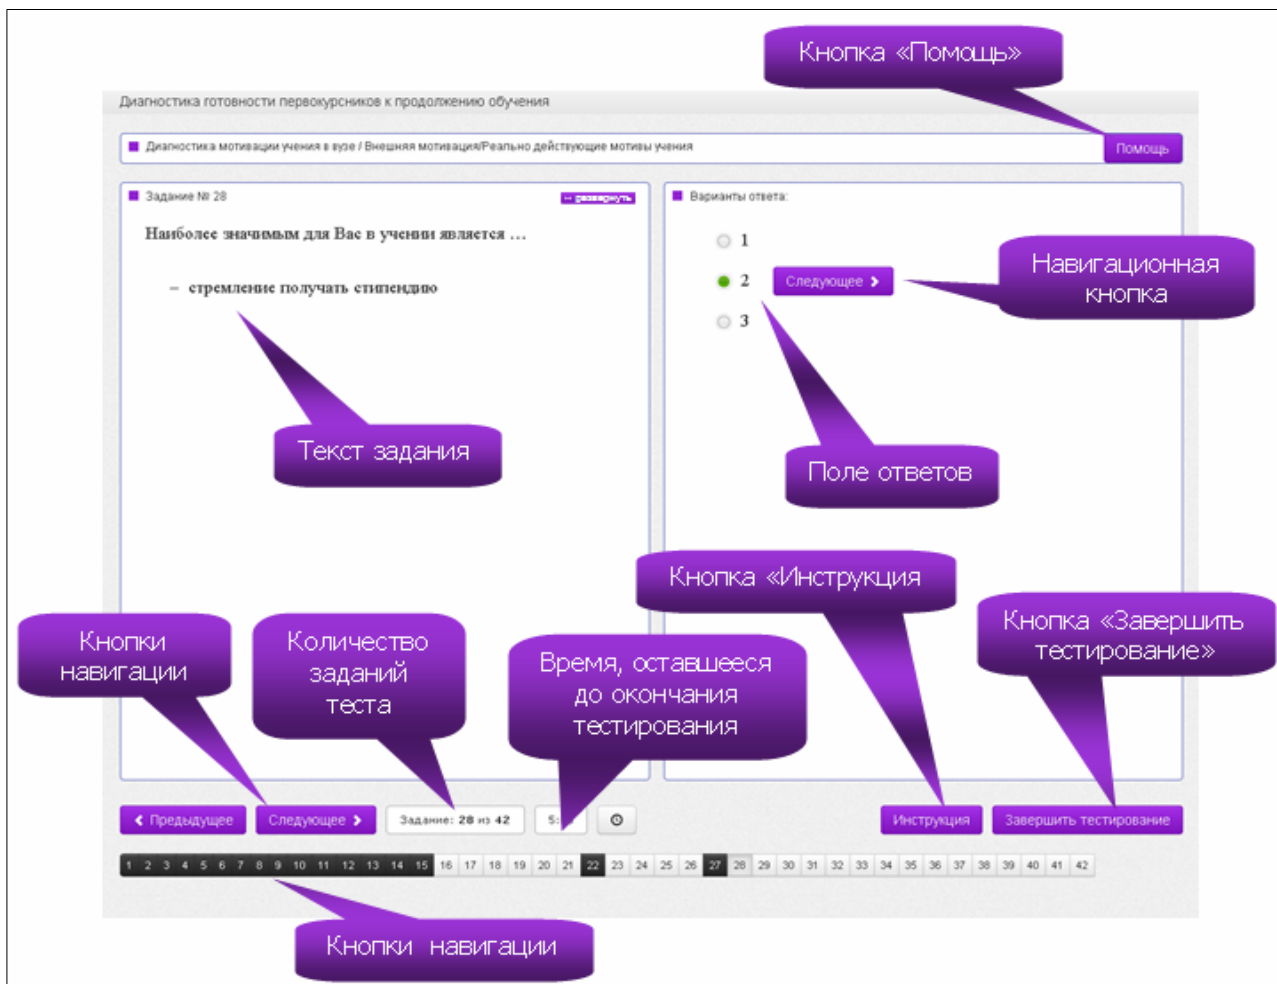 Кнопка «Помощь»
Диагностика готовности первокурсников к продолжению обучения
Диагностика мотивации учения в вузе / Внешняя мотивация/Реально действующие мотивы учения
Помощь
Задание № 28
развернуть
Наиболее значимым для Вас в учении является …
– стремление получать стипендию
Варианты ответа:
1
2
Следующее
3
Навигационная
кнопка
Текст задания
Поле ответов
Кнопка «Инструкция
Кнопка «Завершить
тестирование»
Кнопки
навигации
Количество
заданий
теста
Время, оставшееся
до окончания
тестирования
Предыдущее
Следующее
Задание: 28 из 42
5:
Инструкция
Завершить тестирование
1 2 3 4 5 6 7 8 9 10 11 12 13 14 15 16 17 18 19 20 21 22 23 24 25 26 27 28 29 30 31 32 33 34 35 36 37 38 39 40 41 42
Кнопки навигации